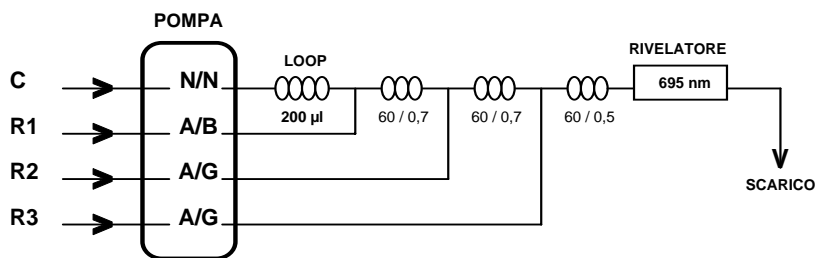 POMPA
LOOP
RIVELATORE
C
N/N
695 nm
R1
A/B
200 µl
60 / 0,7
60 / 0,7
60 / 0,5
R2
A/G
SCARICO
R3
A/G